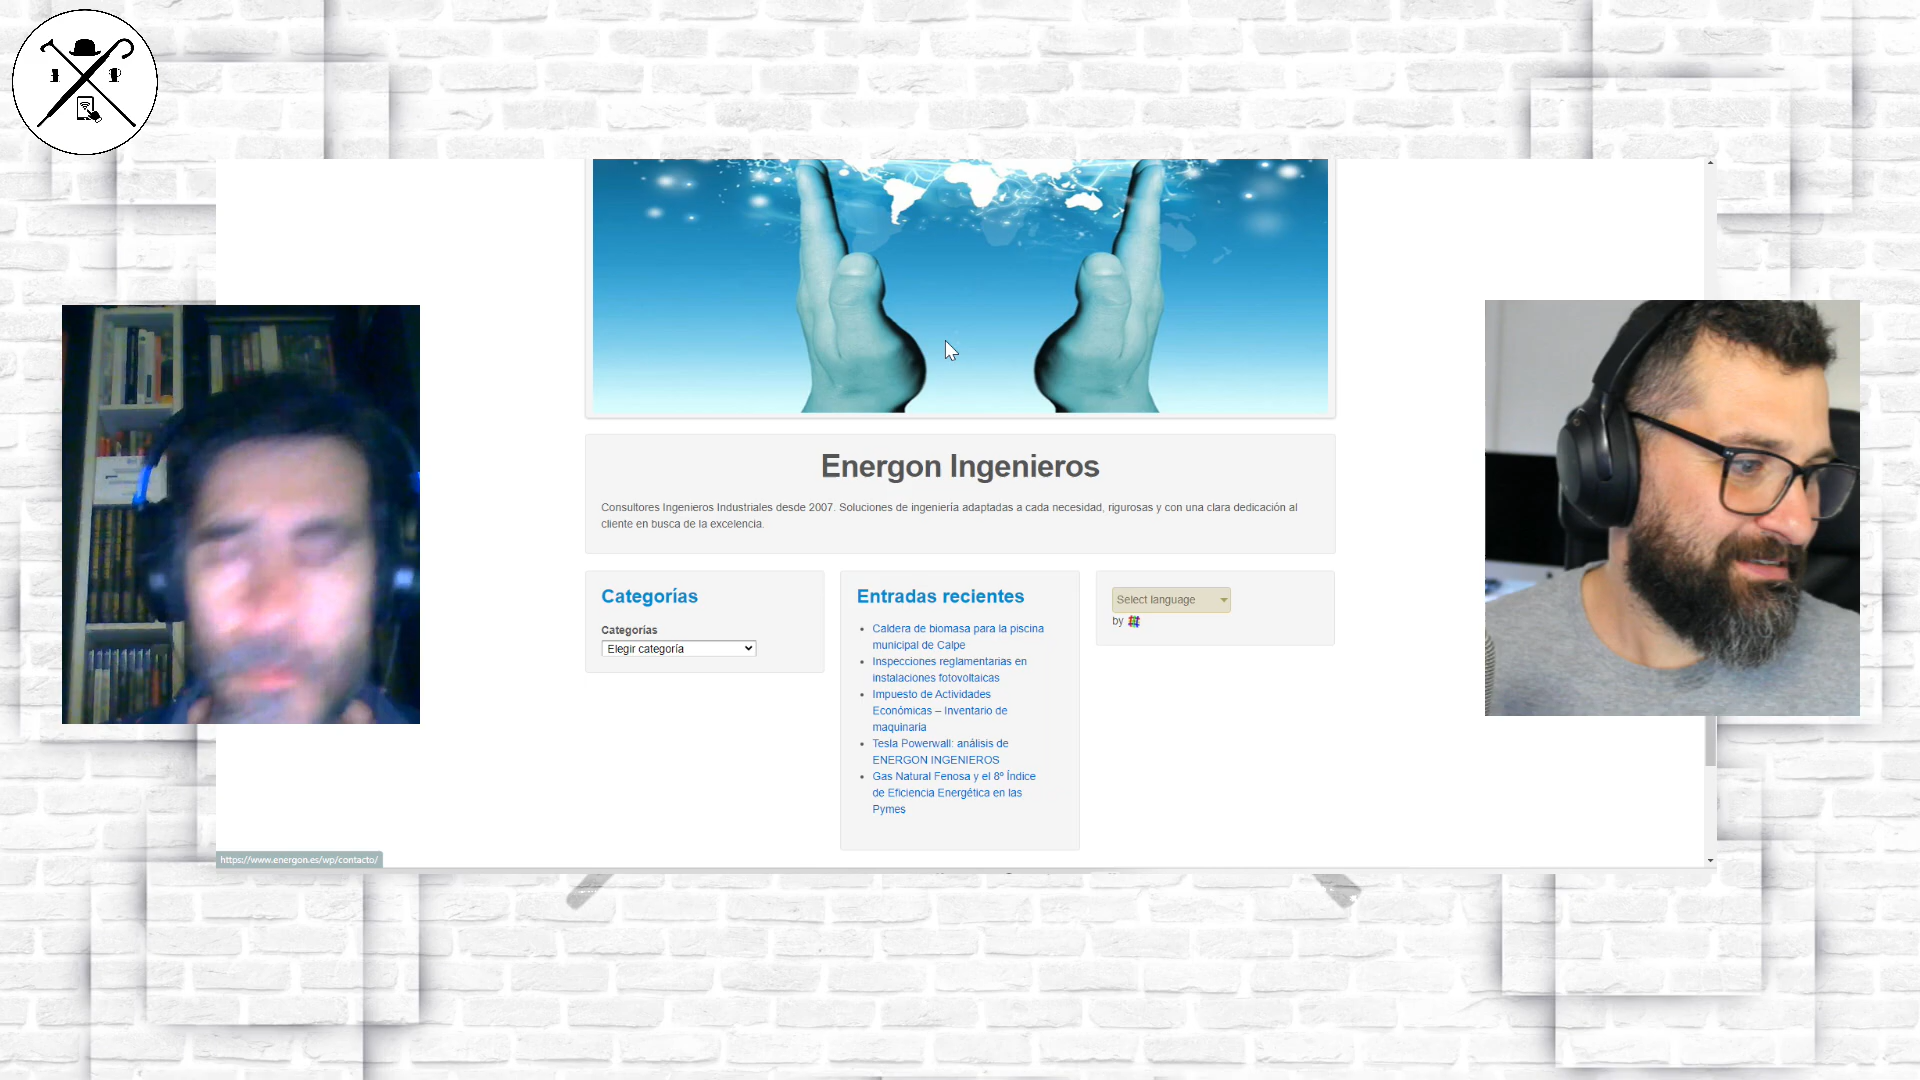 Energon Ingenieros
Consultores Ingenieros Industriales desde 2007. Soluciones de ingeniería adaptadas a cada necesidad, rigurosas y con una clara dedicación al
cliente en busca de la excelencia.
Categorías
Categorías
Elegir categoría
Entradas recientes
Caldera de biomasa para la piscina
municipal de Calpe
Inspecciones reglamentarias en
instalaciones fotovoltaicas
Impuesto de Actividades
Económicas – Inventario de
maquinaria
Tesla Powerwall: análisis de
ENERGON INGENIEROS
Gas Natural Fenosa y el 8º Índice
de Eficiencia Energética en las
Pymes
Select language
by
https://www.energon.es/wp/contacto/